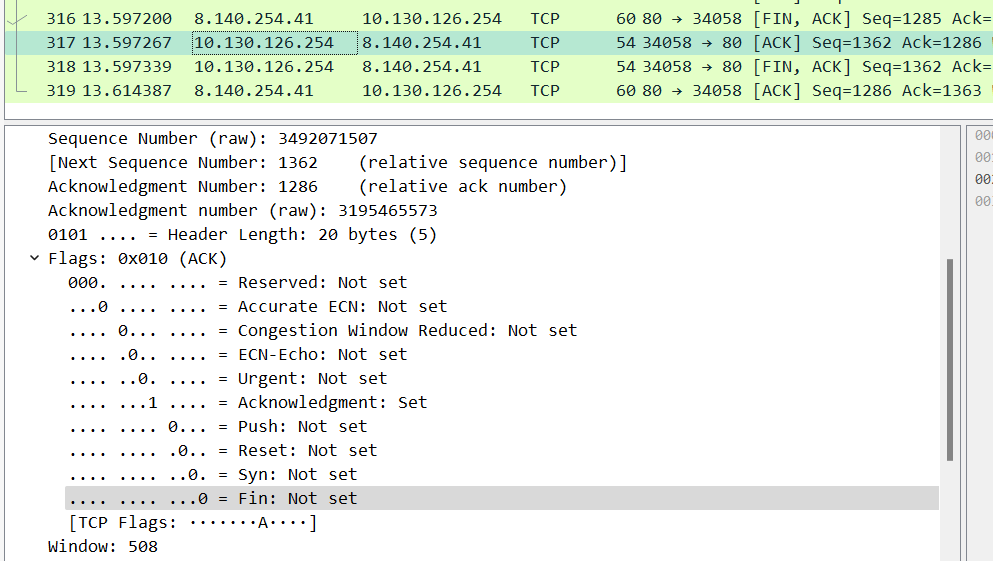 316 13.597200 8.140.254.41 10.130.126.254 TCP 60 80 → 34058 [FIN, ACK] Seq=1285 Ack=
317 13.597267 10.130.126.254 8.140.254.41 TCP 54 34058 → 80 [ACK] Seq=1362 Ack=1286
318 13.597339 10.130.126.254 8.140.254.41 TCP 54 34058 → 80 [FIN, ACK] Seq=1362 Ack=
319 13.614387 8.140.254.41 10.130.126.254 TCP 60 80 → 34058 [ACK] Seq=1286 Ack=1363
Sequence Number (raw): 3492071507
[Next Sequence Number: 1362    (relative sequence number)]
Acknowledgment Number: 1286    (relative ack number)
Acknowledgment number (raw): 3195465573
0101 .... = Header Length: 20 bytes (5)
Flags: 0x010 (ACK)
000. .... .... = Reserved: Not set
...0 .... .... = Accurate ECN: Not set
.... 0... .... = Congestion Window Reduced: Not set
.... .0.. .... = ECN-Echo: Not set
.... ..0. .... = Urgent: Not set
.... ...1 .... = Acknowledgment: Set
.... .... 0... = Push: Not set
.... .... .0.. = Reset: Not set
.... .... ..0. = Syn: Not set
.... .... ...0 = Fin: Not set
[TCP Flags: ·······A····]
Window: 508